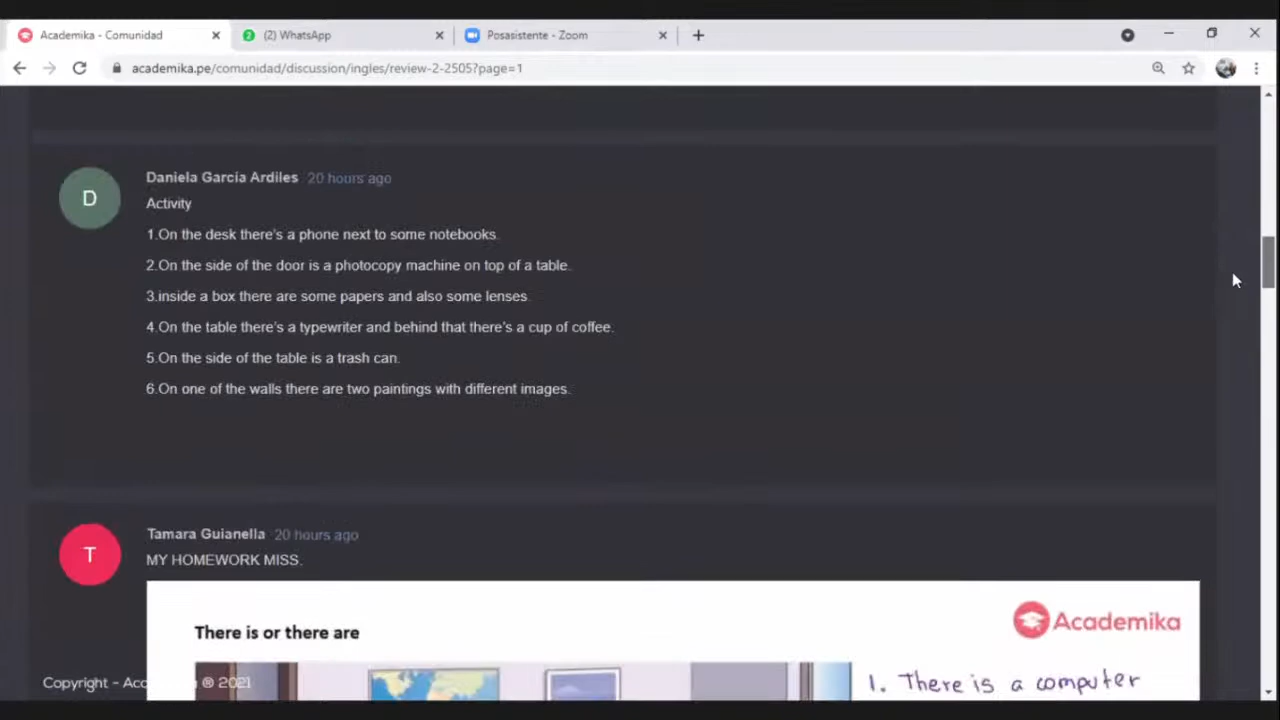 Academika - Comunidad
(2) WhatsApp
Posasistente - Zoom
academika.pe/comunidad/discussion/ingles/review-2-2505?page=1
D
Daniela García Ardiles 20 hours ago
Activity
1.On the desk there's a phone next to some notebooks.
2.On the side of the door is a photocopy machine on top of a table.
3.inside a box there are some papers and also some lenses.
4.On the table there's a typewriter and behind that there's a cup of coffee.
5.On the side of the table is a trash can.
6.On one of the walls there are two paintings with different images.
T
Tamara Guianella 20 hours ago
MY HOMEWORK MISS.
Academika
There is or there are
1. There is a computer
Copyright - ® 2021